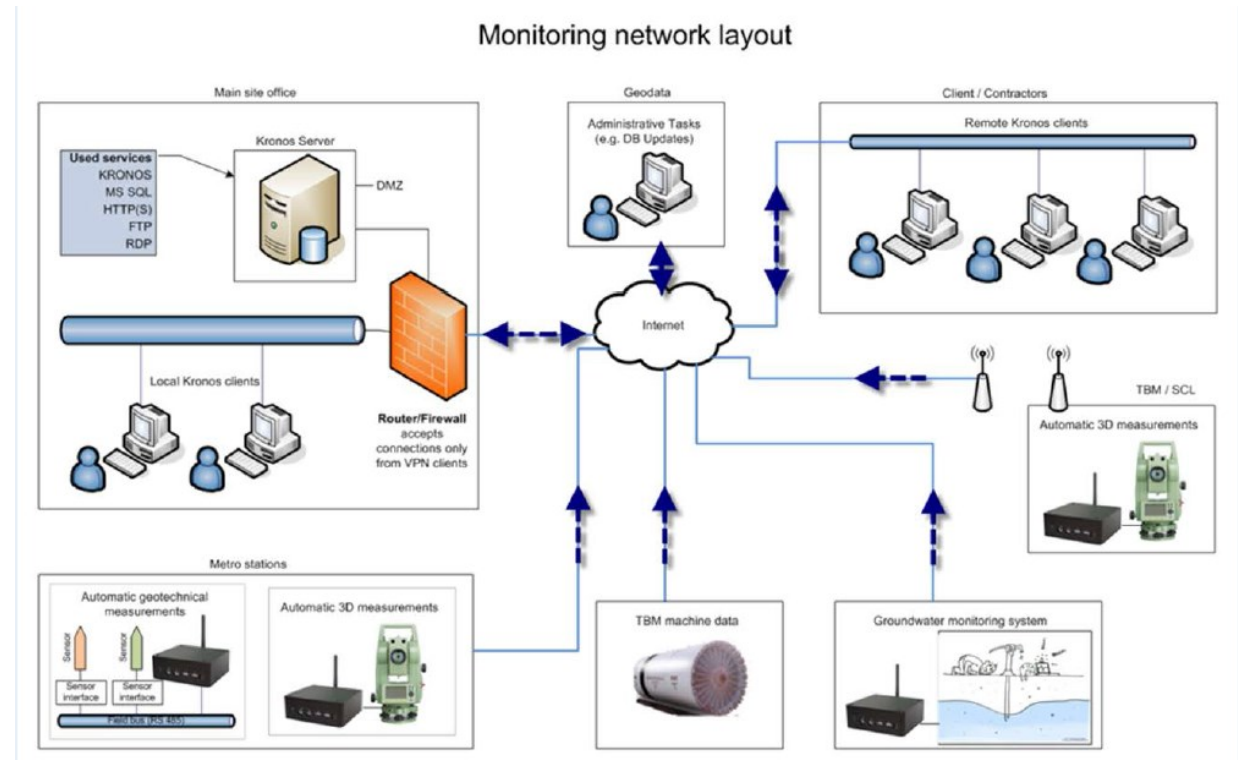 Monitoring network layout
Main site office
Used services
KRONOS
MS SQL
HTTP(S)
FTP
RDP
Kronos Server
DMZ
Local Kronos clients
Router/Firewall
accepts
connections only
from VPN clients
Geodata
Administrative Tasks
(e.g. DB Updates)
Internet
Client / Contractors
Remote Kronos clients
TBM / SCL
Automatic 3D measurements
Metro stations
Automatic geotechnical
measurements
Sensor
Sensor
Sensor
interface
Sensor
interface
Field bus (RS 485)
Automatic 3D measurements
TBM machine data
Groundwater monitoring system